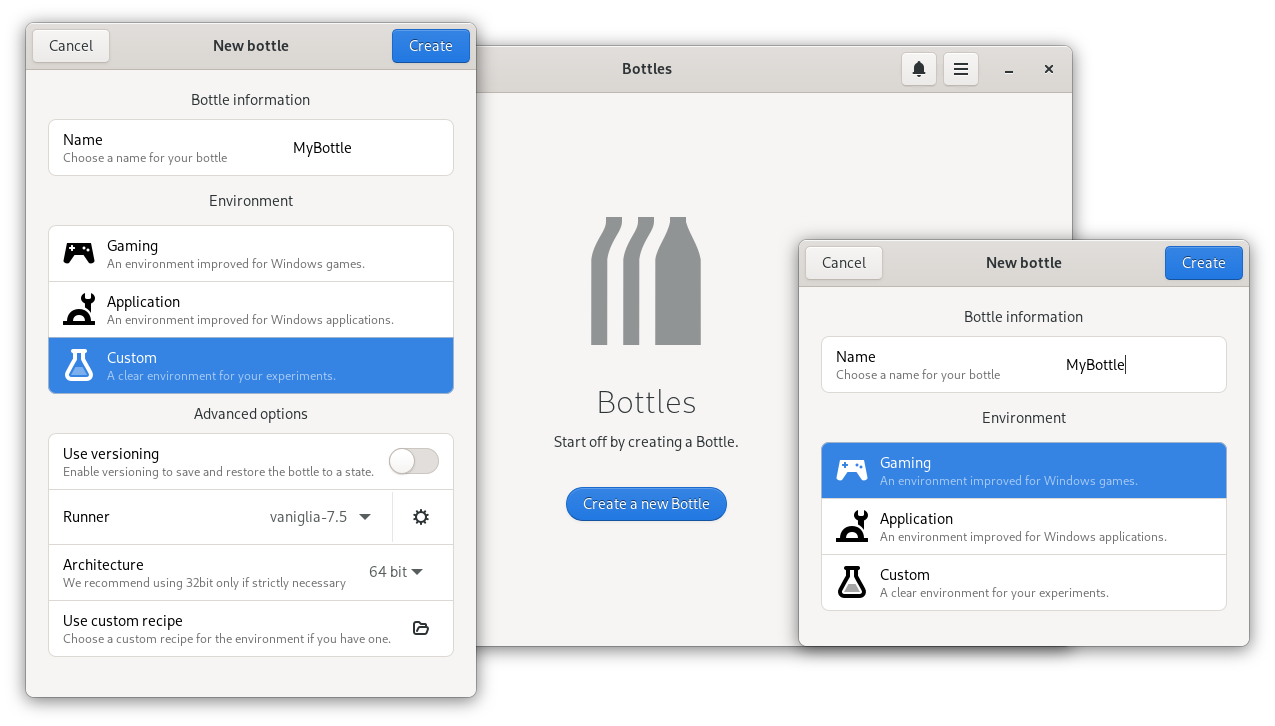 Cancel
New bottle
Create
Bottle information
Name
Choose a name for your bottle
MyBottle
Environment
Gaming
An environment improved for Windows games.
Application
An environment improved for Windows applications.
Custom
A clear environment for your experiments.
Advanced options
Use versioning
Enable versioning to save and restore the bottle to a state.
Runner
vaniglia-7.5
Architecture
We recommend using 32bit only if strictly necessary
64 bit
Use custom recipe
Choose a custom recipe for the environment if you have one.
Bottles
Bottles
Start off by creating a Bottle.
Create a new Bottle
Cancel
New bottle
Create
Bottle information
Name
Choose a name for your bottle
MyBottle
Environment
Gaming
An environment improved for Windows games.
Application
An environment improved for Windows applications.
Custom
A clear environment for your experiments.